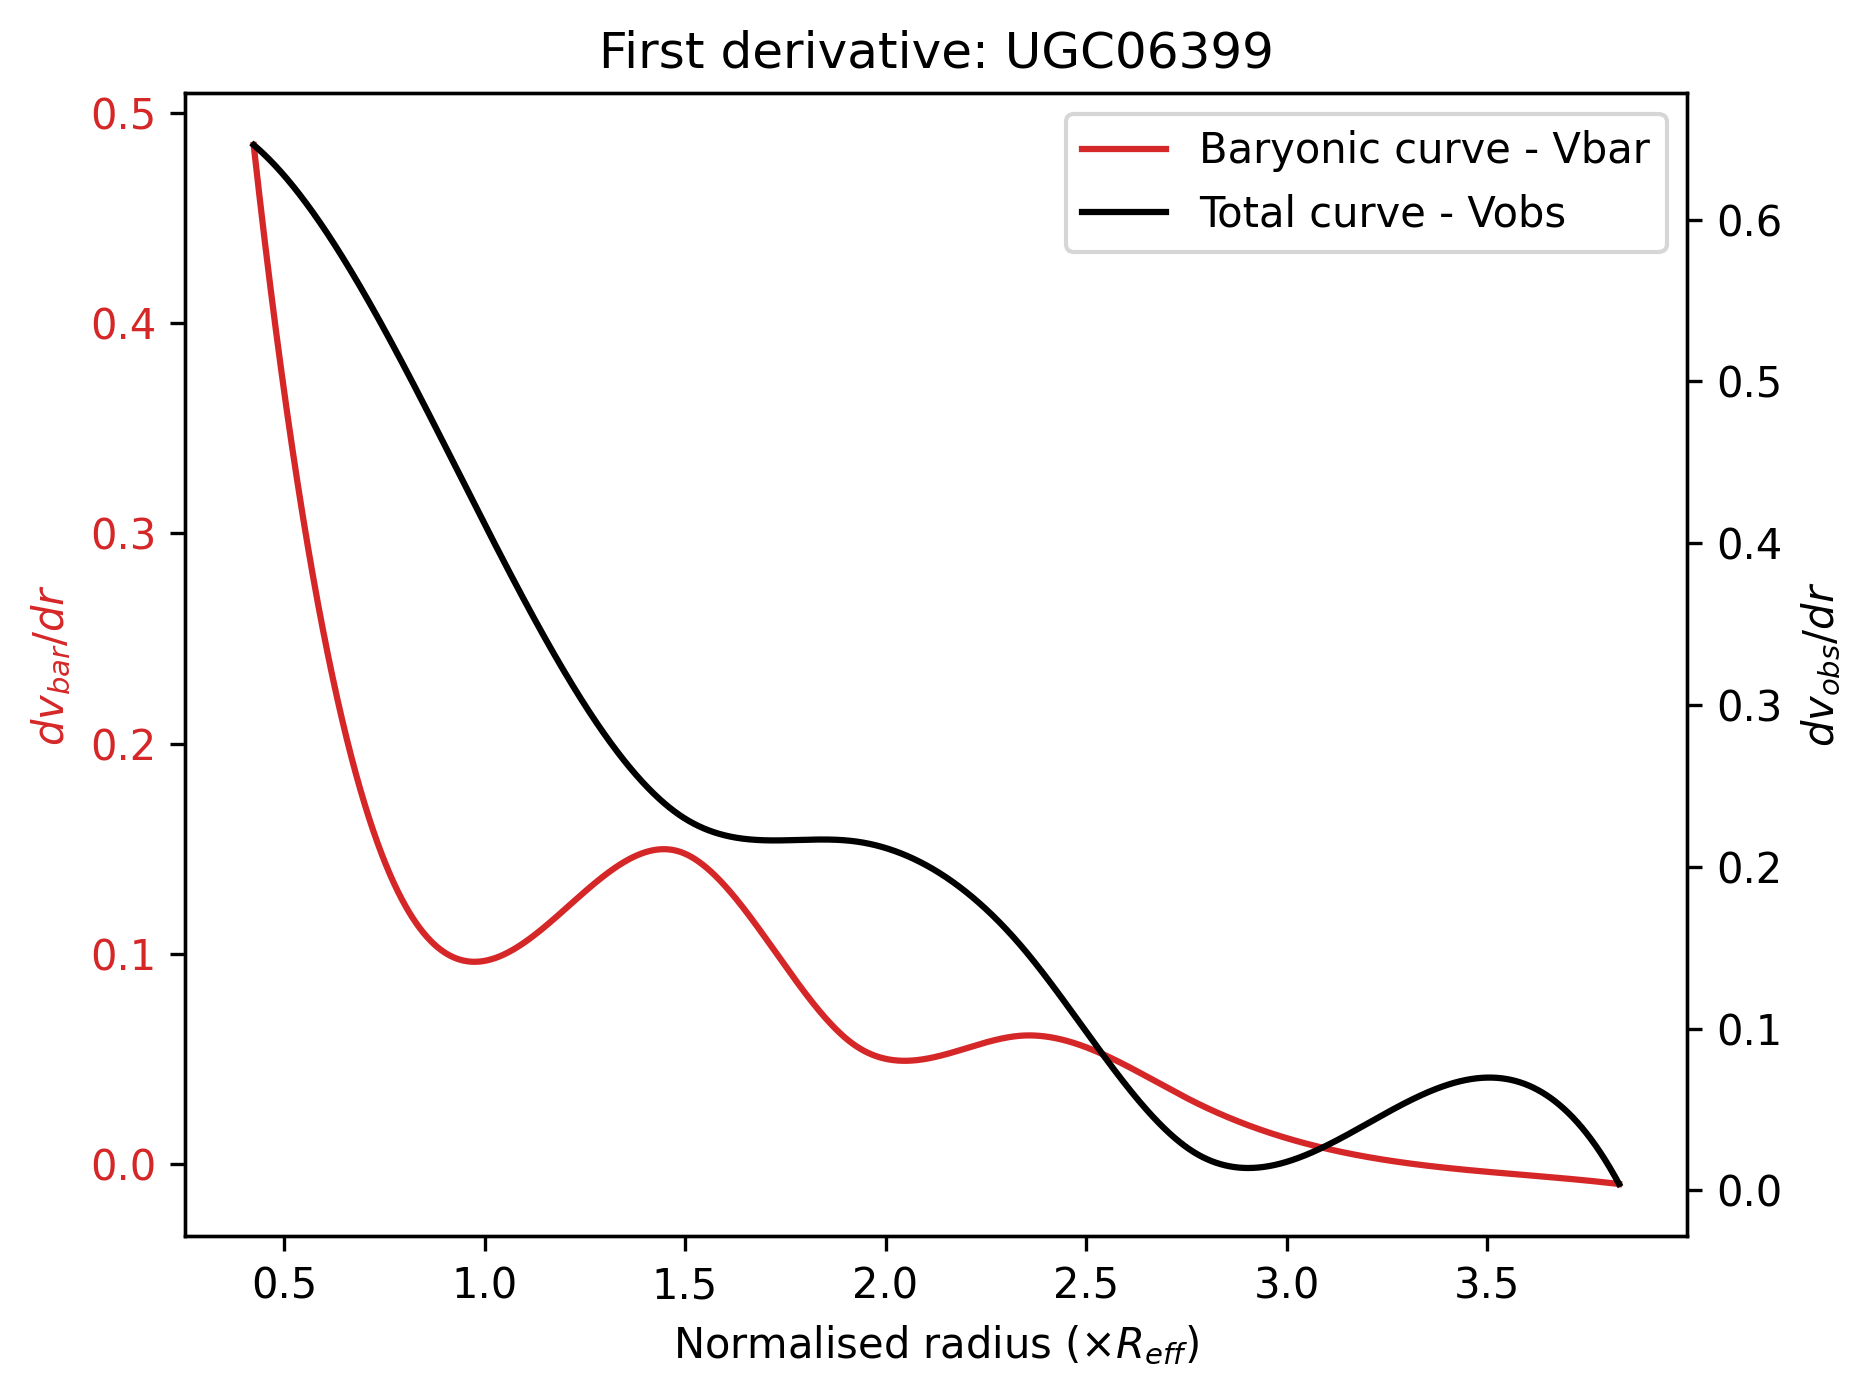 First derivative: UGC06399
Baryonic curve - Vbar
Total curve - Vobs
0.5
0.4
0.3
0.2
0.1
0.0
dv_bar/dr
0.6
0.5
0.4
0.3
0.2
0.1
0.0
dv_obs/dr
0.5 1.0 1.5 2.0 2.5 3.0 3.5
Normalised radius (×R_eff)